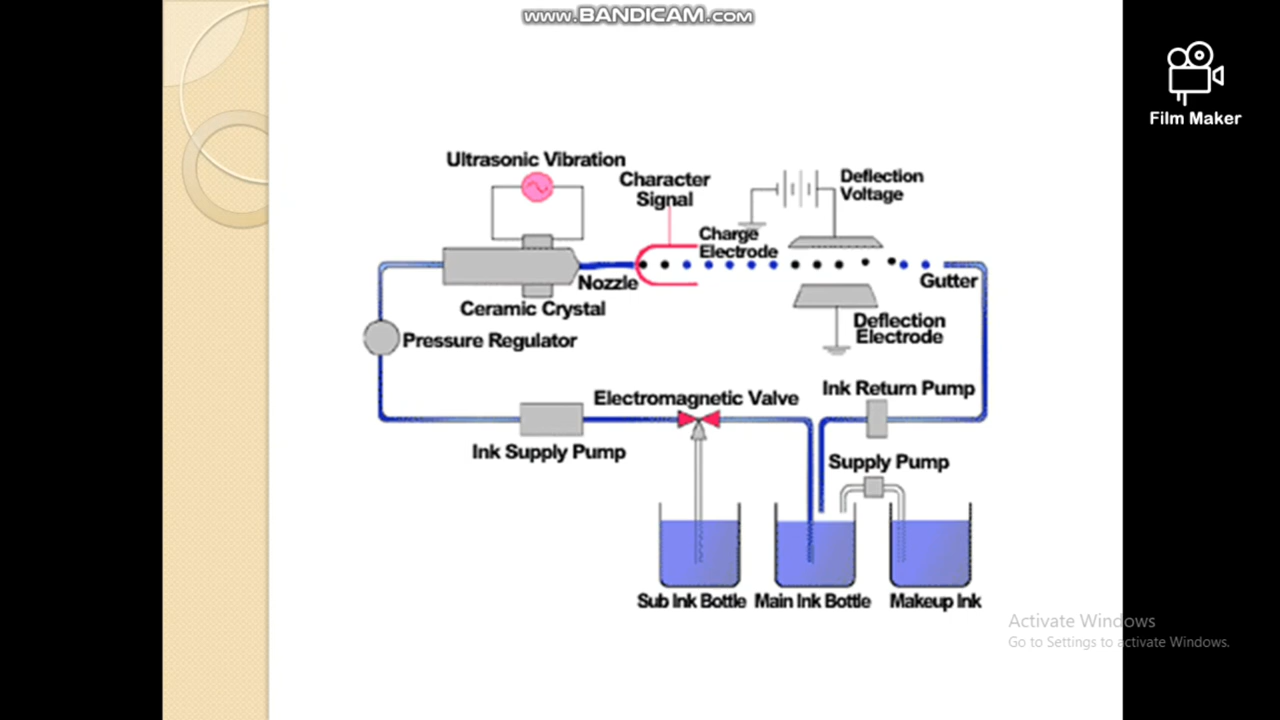 www.BANDICAM.com
Film Maker
Ultrasonic Vibration
Character
Signal
Deflection
Voltage
Charge
Electrode
Nozzle
Gutter
Ceramic Crystal
Deflection
Electrode
Pressure Regulator
Ink Return Pump
Electromagnetic Valve
Ink Supply Pump
Supply Pump
Sub Ink Bottle
Main Ink Bottle
Makeup Ink
Activate Windows
Go to Settings to activate Windows.